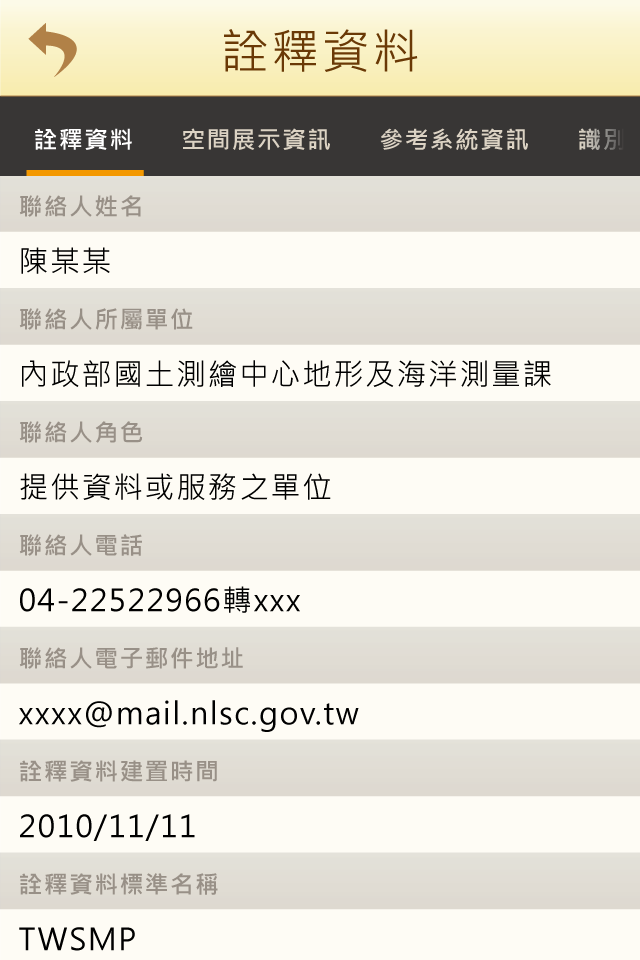 詮釋資料
詮釋資料 空間展示資訊 參考系統資訊 識別
聯絡人姓名
陳某某
聯絡人所屬單位
內政部國土測繪中心地形及海洋測量課
聯絡人角色
提供資料或服務之單位
聯絡人電話
04-22522966轉xxx
聯絡人電子郵件地址
xxxx@mail.nlsc.gov.tw
詮釋資料建置時間
2010/11/11
詮釋資料標準名稱
TWSMP